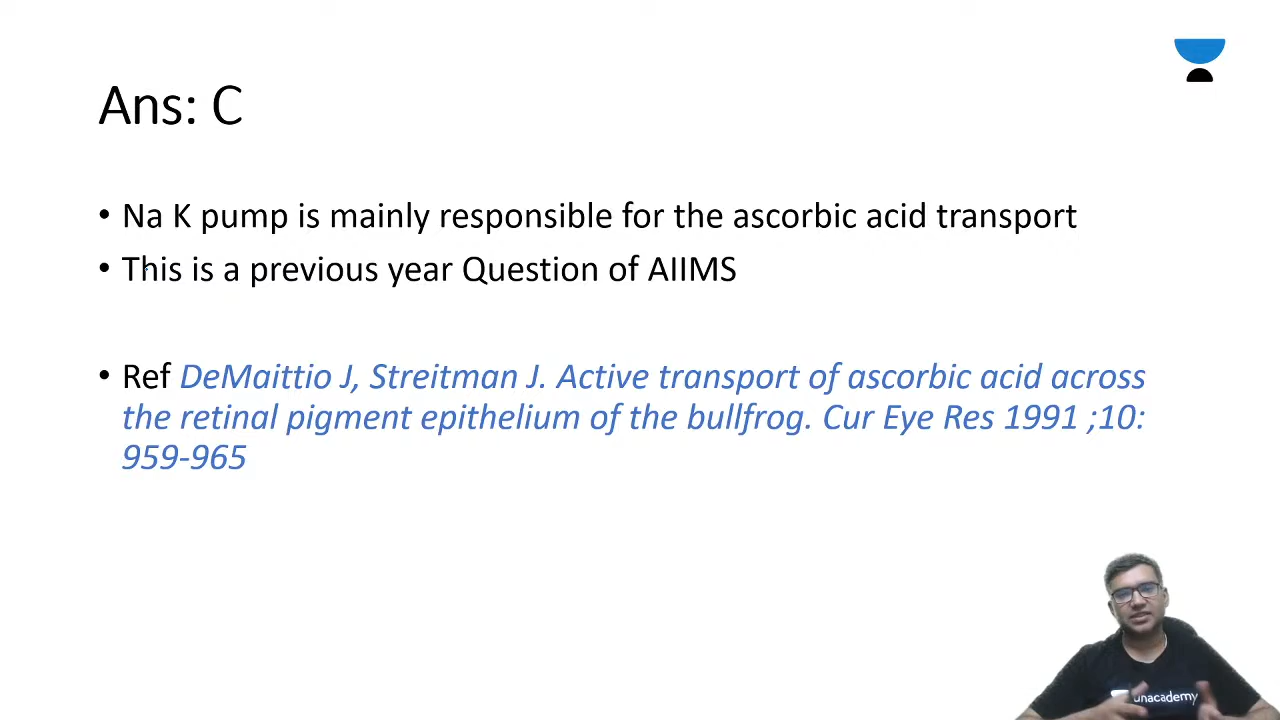 Ans: C
• Na K pump is mainly responsible for the ascorbic acid transport
• This is a previous year Question of AIIMS
• Ref DeMaittio J, Streitman J. Active transport of ascorbic acid across
the retinal pigment epithelium of the bullfrog. Cur Eye Res 1991 ;10:
959-965
unacademy